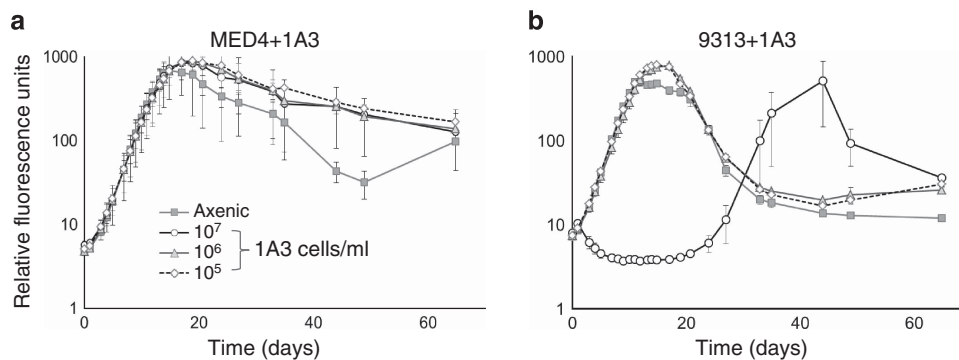 a
MED4+1A3
Relative fluorescence units
1000
100
10
1
0
20
40
60
Time (days)
Axenic
10⁷
10⁶
10⁵
1A3 cells/ml
b
9313+1A3
1000
100
10
1
0
20
40
60
Time (days)